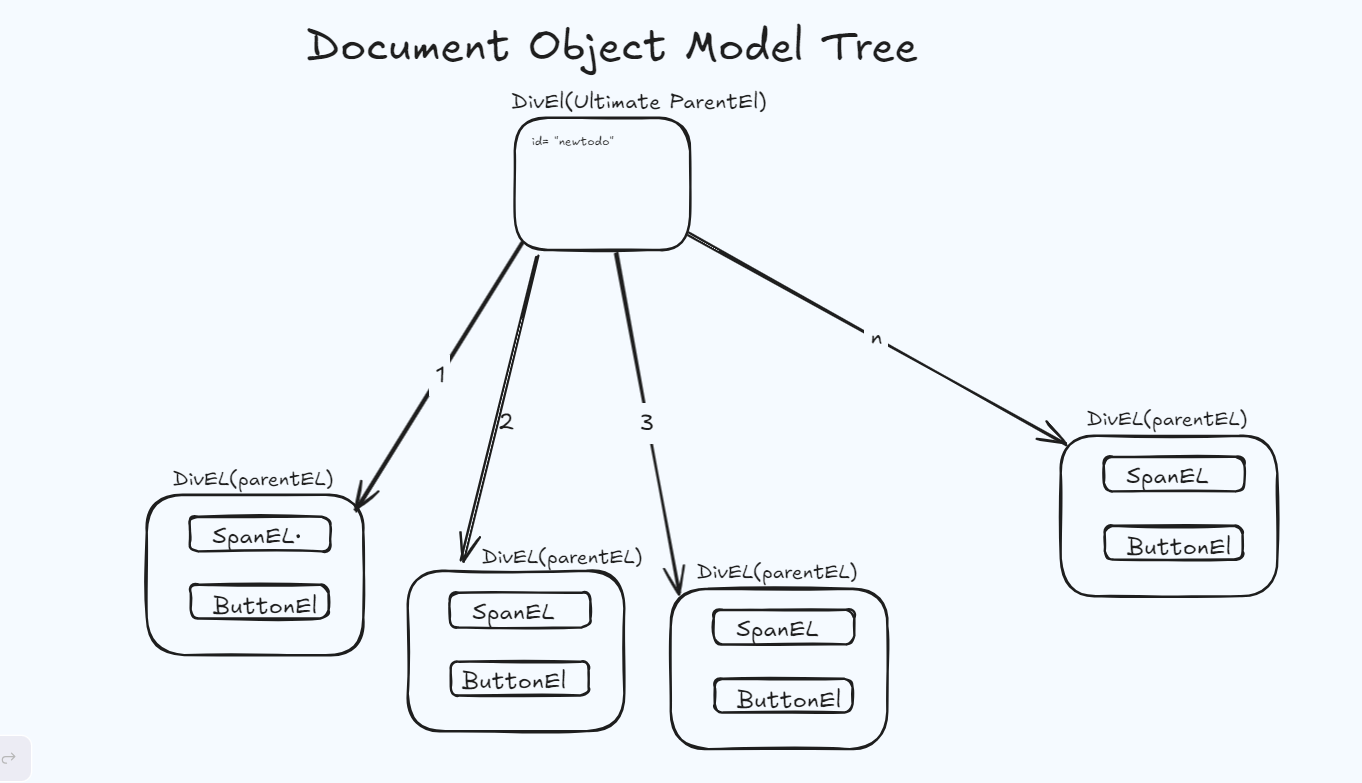 Document Object Model Tree
DivEl(Ultimate ParentEl)
id= "newtodo"
1
2
3
n
DivEL(parentEL)
SpanEL.
ButtonEl
DivEL(parentEL)
SpanEL
ButtonEl
DivEL(parentEL)
SpanEL
ButtonEl
DivEL(parentEL)
SpanEL
ButtonEl